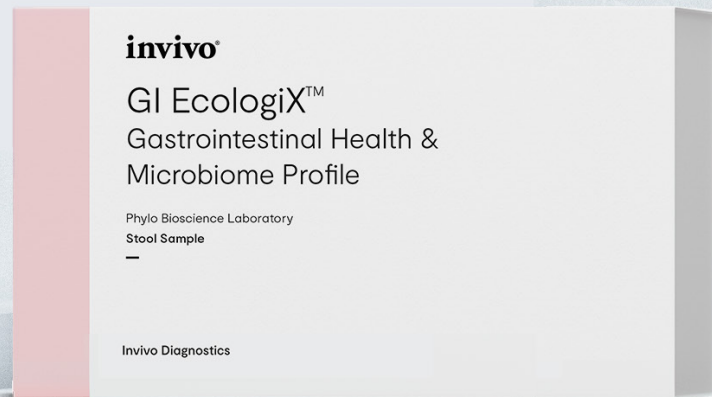 invivo®
GI EcologiX™
Gastrointestinal Health &
Microbiome Profile
Phylo Bioscience Laboratory
Stool Sample
Invivo Diagnostics